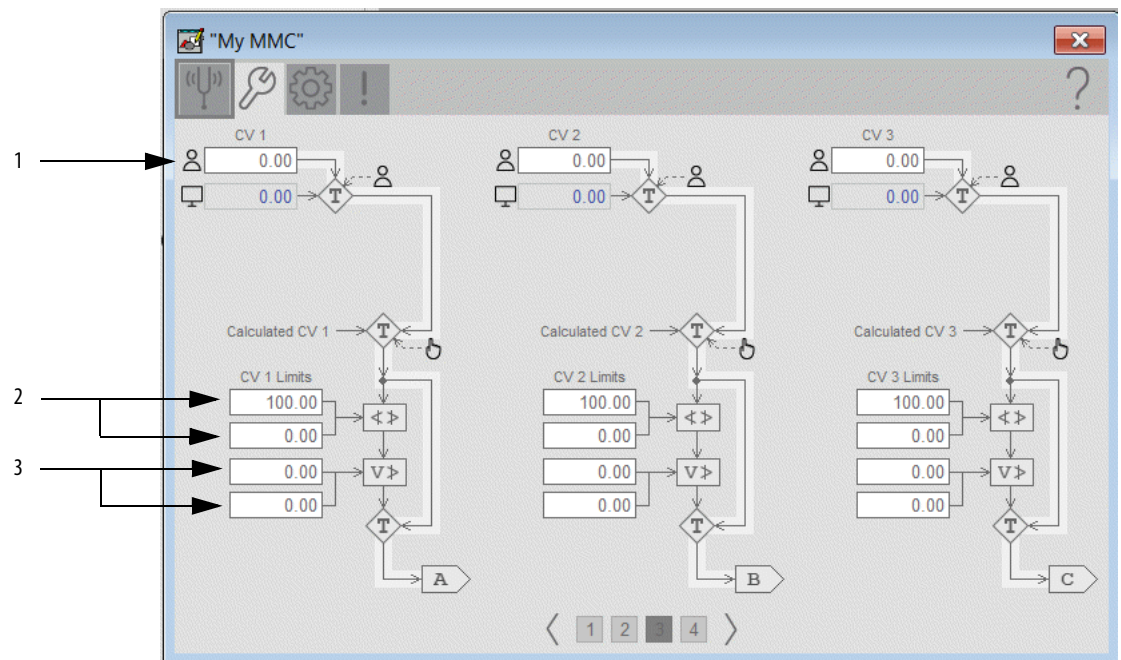 "My MMC"
CV 1 CV 2 CV 3
1 0.00 0.00 0.00
0.00 T 0.00 T 0.00 T
Calculated CV 1 T Calculated CV 2 T Calculated CV 3 T
CV 1 Limits CV 2 Limits CV 3 Limits
2 100.00 100.00 100.00
0.00 0.00 0.00
3 0.00 V 0.00 V 0.00 V
0.00 0.00 0.00
T T T
A B C
1 2 3 4